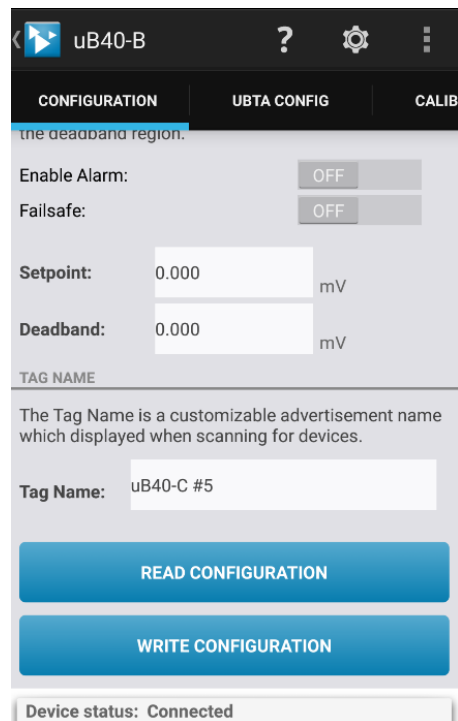 uB40-B ?
CONFIGURATION UBTA CONFIG CALIB
the deadband region.
Enable Alarm: OFF
Failsafe: OFF
Setpoint: 0.000 mV
Deadband: 0.000 mV
TAG NAME
The Tag Name is a customizable advertisement name
which displayed when scanning for devices.
Tag Name: uB40-C #5
READ CONFIGURATION
WRITE CONFIGURATION
Device status: Connected